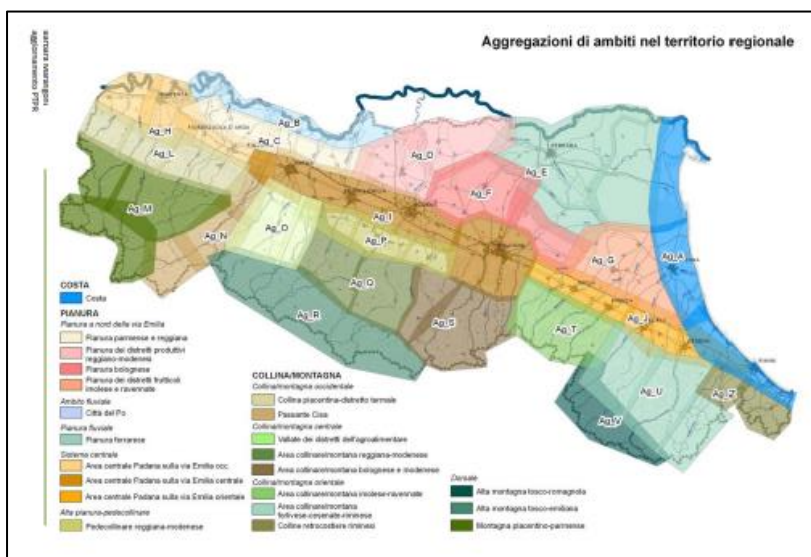 Aggregazioni di ambiti nel territorio regionale
aggiornamento PTPR
Ag_H
Ag_B
Ag_C
Ag_L
Ag_D
Ag_E
Ag_F
Ag_M
Ag_I
Ag_N
Ag_O
Ag_P
Ag_A
Ag_G
Ag_Q
Ag_R
Ag_S
Ag_T
Ag_J
Ag_U
Ag_Z
Ag_V
COSTA
Costa
PIANURA
Pianura a nord della via Emilia
Pianura parmense e reggiana
Pianura dei distretti produttivi
reggiano-modenesi
Pianura bolognese
Pianura dei distretti frutticoli
imolese e ravennate
Ambito fluviale
Città del Po
Pianura fluviale
Pianura ferrarese
Sistema centrale
Area centrale Padana sulla via Emilia occ.
Area centrale Padana sulla via Emilia centrale
Area centrale Padana sulla via Emilia orientale
Alta pianura-pedecollinare
Pedecollinare reggiana-modenese
COLLINA/MONTAGNA
Collina/montagna occidentale
Collina piacentina-distretto termale
Passante Cisa
Collina/montagna centrale
Vallate dei distretti dell'agroalimentare
Area collinare/montana reggiana-modenese
Area collinare/montana bolognese e modenese
Collina/montagna orientale
Area collinare/montana imolese-ravennate
Area collinare/montana
forlivese-cesenate-riminese
Colline retrocostiere riminesi
Dorsale
Alta montagna tosco-romagnola
Alta montagna tosco-emiliana
Montagna piacentino-parmense